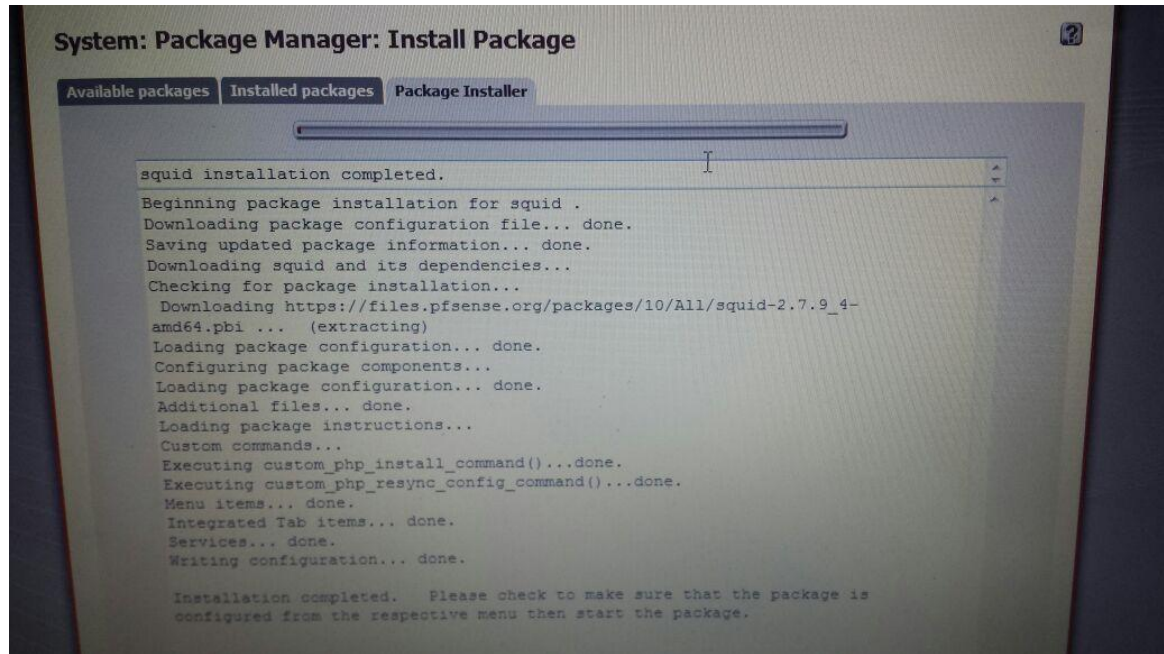 System: Package Manager: Install Package
Available packages Installed packages Package Installer
squid installation completed.
Beginning package installation for squid .
Downloading package configuration file... done.
Saving updated package information... done.
Downloading squid and its dependencies...
Checking for package installation...
Downloading https://files.pfsense.org/packages/10/All/squid-2.7.9_4-
amd64.pbi ... (extracting)
Loading package configuration... done.
Configuring package components...
Loading package configuration... done.
Additional files... done.
Loading package instructions...
Custom commands...
Executing custom_php_install_command()...done.
Executing custom_php_resync_config_command()...done.
Menu items... done.
Integrated Tab items... done.
Services... done.
Writing configuration... done.
Installation completed. Please check to make sure that the package is
configured from the respective menu then start the package.